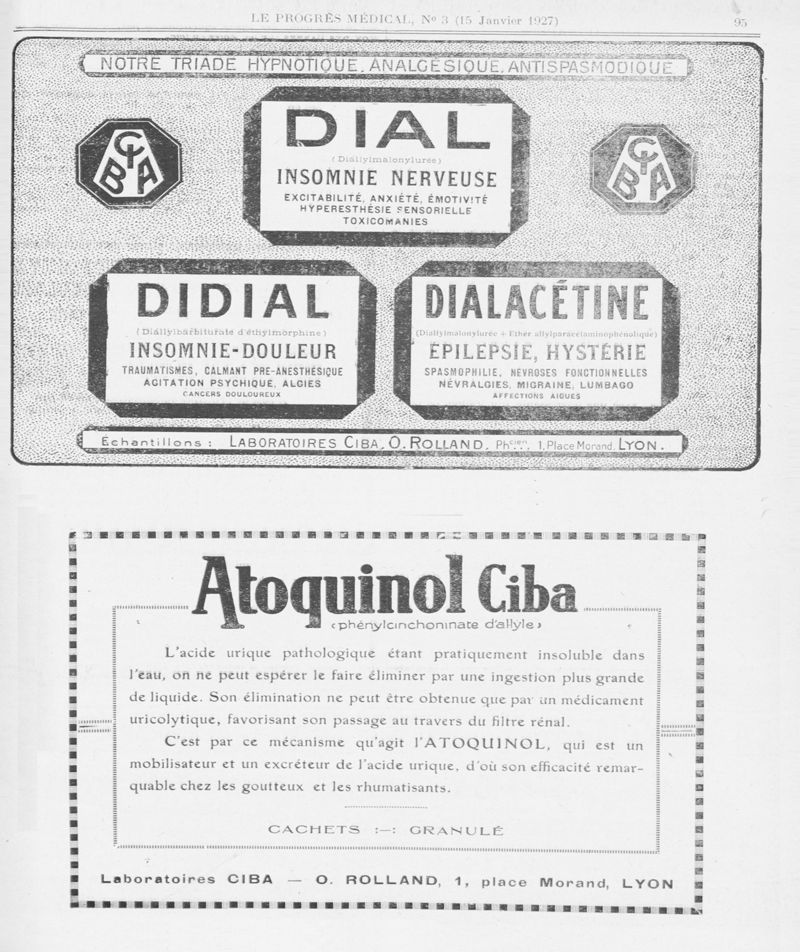 LE PROGRÈS MÉDICAL, No 3 (15 Janvier 1927) 95
NOTRE TRIADE HYPNOTIQUE, ANALGÉSIQUE, ANTISPASMODIQUE
CIBA
CIBA
DIAL
(Diallylmalonylurée)
INSOMNIE NERVEUSE
EXCITABILITÉ, ANXIÉTÉ, ÉMOTIVITÉ
HYPERESTHÉSIE SENSORIELLE
TOXICOMANIES
DIDIAL
(Diallylbarbiturate d'éthylmorphine)
INSOMNIE-DOULEUR
TRAUMATISMES, CALMANT PRE-ANESTHÉSIQUE
AGITATION PSYCHIQUE, ALGIES
CANCERS DOULOUREUX
DIALACÉTINE
(Diallylmalonylurée + Ether allylparacétaminophénolique)
ÉPILEPSIE, HYSTÉRIE
SPASMOPHILIE, NÉVROSES FONCTIONNELLES
NÉVRALGIES, MIGRAINE, LUMBAGO
AFFECTIONS AIGUES
Échantillons : LABORATOIRES CIBA, O. ROLLAND, Phcien, 1, Place Morand, LYON.
Atoquinol Ciba
‹phénylcinchoninate d'allyle›
L'acide urique pathologique étant pratiquement insoluble dans
l'eau, on ne peut espérer le faire éliminer par une ingestion plus grande
de liquide. Son élimination ne peut être obtenue que par un médicament
uricolytique, favorisant son passage au travers du filtre rénal.
C'est par ce mécanisme qu'agit l'ATOQUINOL, qui est un
mobilisateur et un excréteur de l'acide urique, d'où son efficacité remar-
quable chez les goutteux et les rhumatisants.
CACHETS :—: GRANULÉ
Laboratoires CIBA — O. ROLLAND, 1, place Morand, LYON